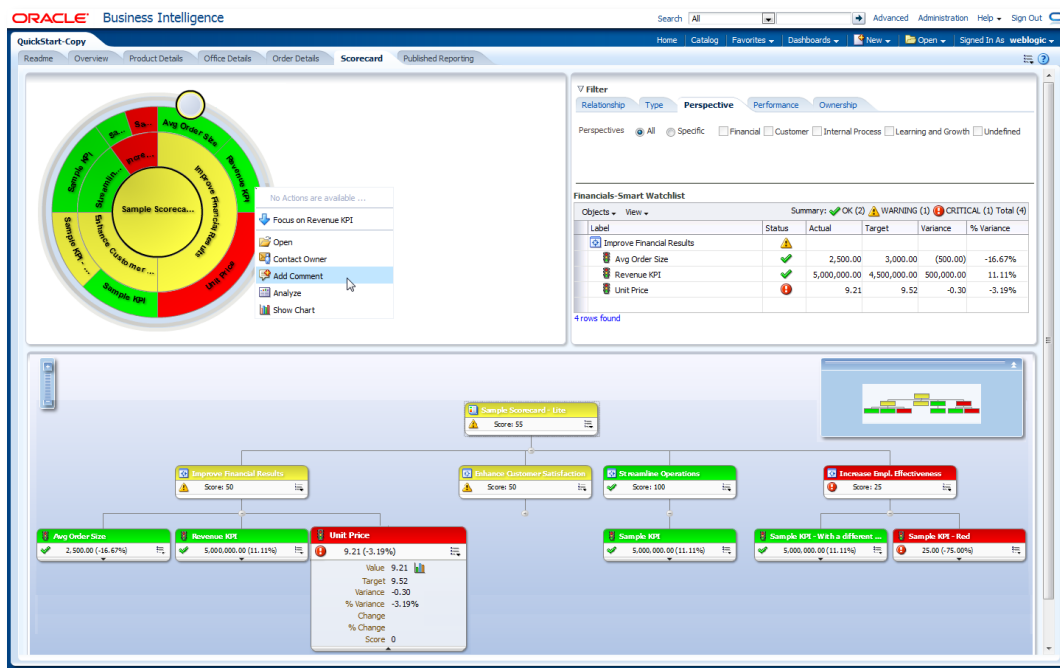 ORACLE Business Intelligence
Search All Advanced Administration Help Sign Out
QuickStart-Copy
Home Catalog Favorites Dashboards New Open Signed In As weblogic
Readme Overview Product Details Office Details Order Details Scorecard Published Reporting
Sa...
Sa...
Avg Order Size
Revenue KPI
Unit Price
Sample KPI
Sample KPI - ...
Sample KPI
Streamlin...
Incre...
Improve Financial Results
Enhance Customer ...
Sample Scoreca...
No Actions are available ...
Focus on Revenue KPI
Open
Contact Owner
Add Comment
Analyze
Show Chart
Filter
Relationship Type Perspective Performance Ownership
Perspectives All Specific Financial Customer Internal Process Learning and Growth Undefined
Financials-Smart Watchlist
Objects View Summary: OK (2) WARNING (1) CRITICAL (1) Total (4)
Label Status Actual Target Variance % Variance
Improve Financial Results
Avg Order Size 2,500.00 3,000.00 (500.00) -16.67%
Revenue KPI 5,000,000.00 4,500,000.00 500,000.00 11.11%
Unit Price 9.21 9.52 -0.30 -3.19%
4 rows found
Sample Scorecard - Lite
Score: 55
Improve Financial Results
Score: 50
Enhance Customer Satisfaction
Score: 50
Streamline Operations
Score: 100
Increase Empl. Effectiveness
Score: 25
Avg Order Size
2,500.00 (-16.67%)
Revenue KPI
5,000,000.00 (11.11%)
Unit Price
9.21 (-3.19%)
Value 9.21
Target 9.52
Variance -0.30
% Variance -3.19%
Change
% Change
Score 0
Sample KPI
5,000,000.00 (11.11%)
Sample KPI - With a different ...
5,000,000.00 (11.11%)
Sample KPI - Red
25.00 (-75.00%)